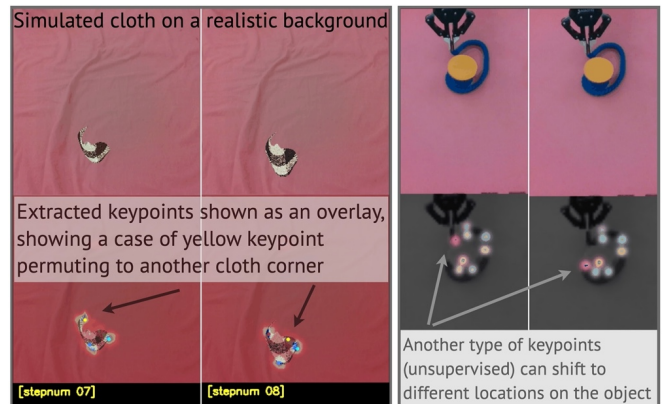 Simulated cloth on a realistic background
Extracted keypoints shown as an overlay,
showing a case of yellow keypoint
permuting to another cloth corner
[stepnum 07]
[stepnum 08]
Another type of keypoints
(unsupervised) can shift to
different locations on the object